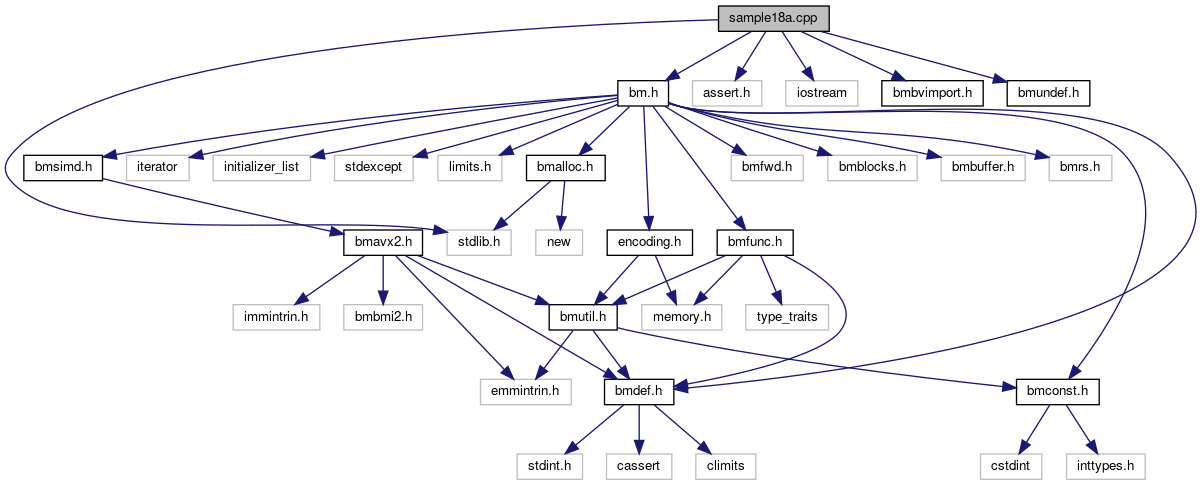 sample18a.cpp
bm.h
assert.h
iostream
bmbvimport.h
bmundef.h
bmsimd.h
iterator
initializer_list
stdexcept
limits.h
bmalloc.h
bmfwd.h
bmblocks.h
bmbuffer.h
bmrs.h
bmavx2.h
stdlib.h
new
encoding.h
bmfunc.h
immintrin.h
bmbmi2.h
bmutil.h
memory.h
type_traits
emmintrin.h
bmdef.h
bmconst.h
stdint.h
cassert
climits
cstdint
inttypes.h